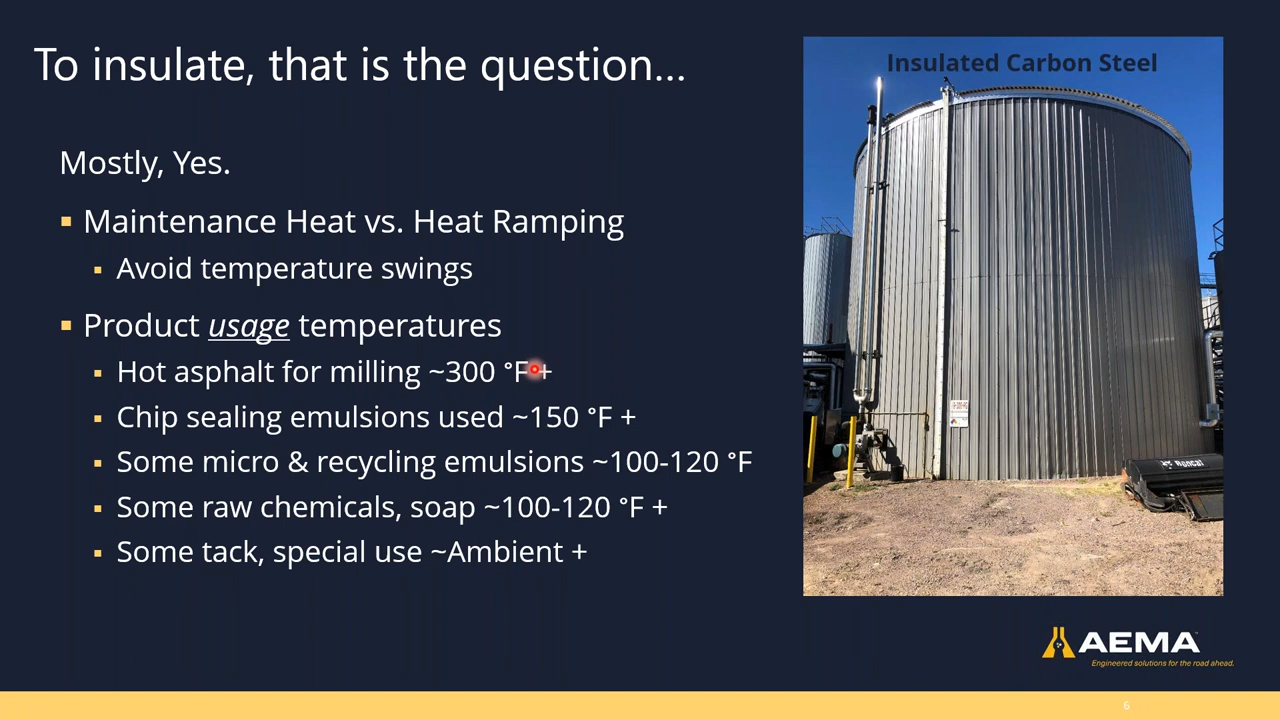 To insulate, that is the question...
Insulated Carbon Steel
Mostly, Yes.
Maintenance Heat vs. Heat Ramping
Avoid temperature swings
Product usage temperatures
Hot asphalt for milling ~300 °F +
Chip sealing emulsions used ~150 °F +
Some micro & recycling emulsions ~100-120 °F
Some raw chemicals, soap ~100-120 °F +
Some tack, special use ~Ambient +
AEMA
Engineered solutions for the road ahead.
6